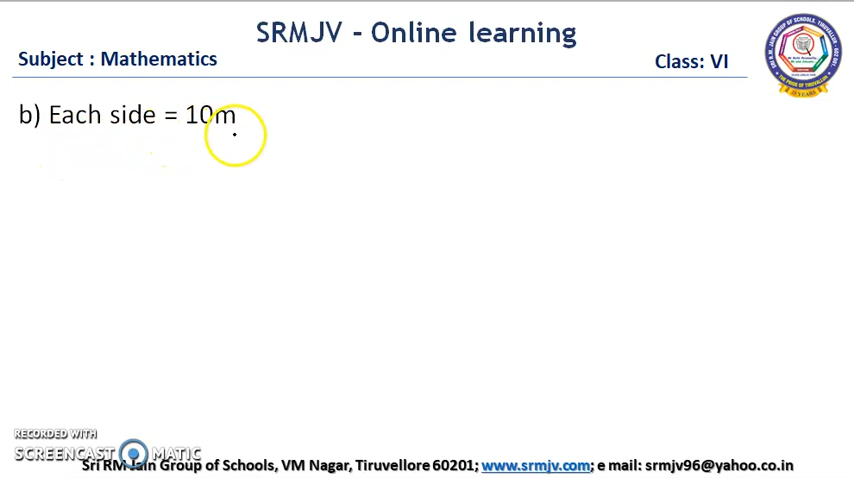 SRMJV - Online learning
Subject : Mathematics
Class: VI
b) Each side = 10m
RECORDED WITH
SCREENCAST MATIC
Sri RM Jain Group of Schools, VM Nagar, Tiruvellore 60201; www.srmjv.com; e mail: srmjv96@yahoo.co.in